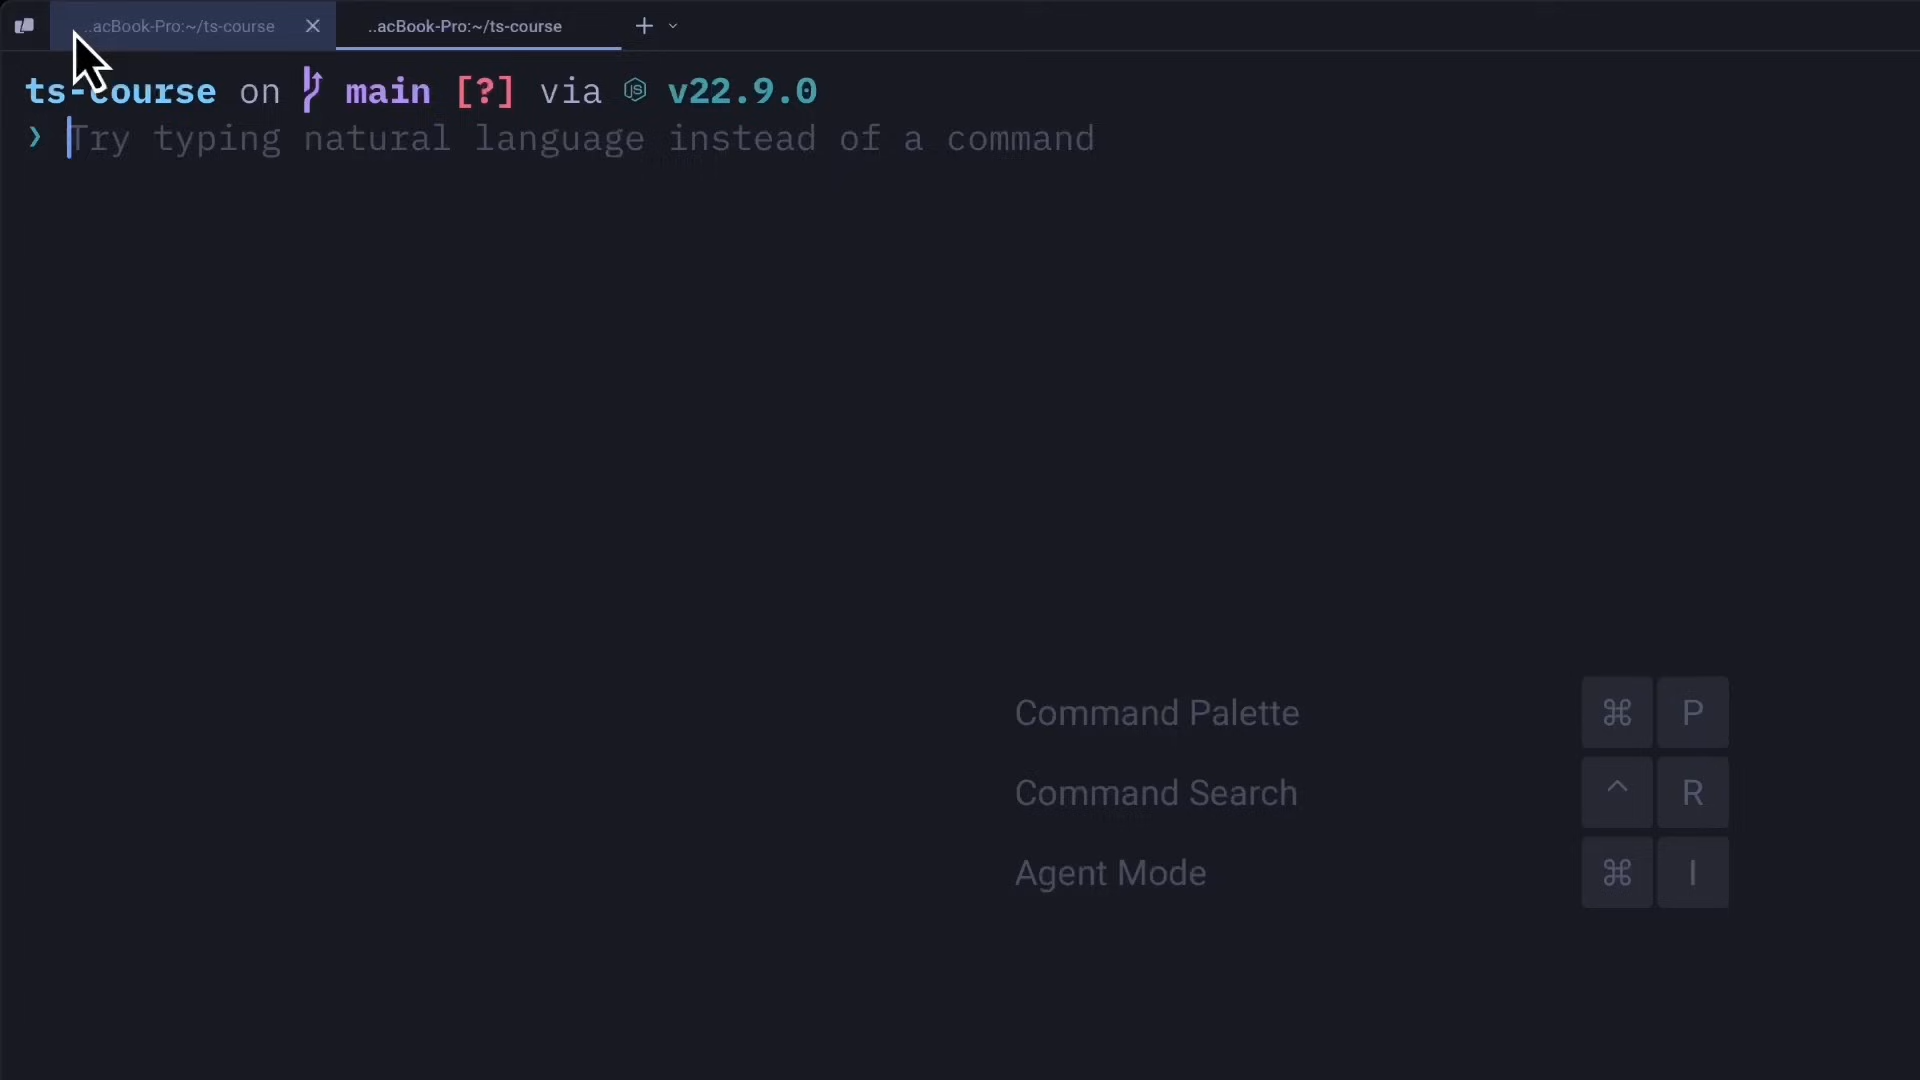 ..acBook-Pro:~/ts-course
..acBook-Pro:~/ts-course
ts-course on main [?] via v22.9.0
❯ Try typing natural language instead of a command
Command Palette ⌘ P
Command Search ^ R
Agent Mode ⌘ I